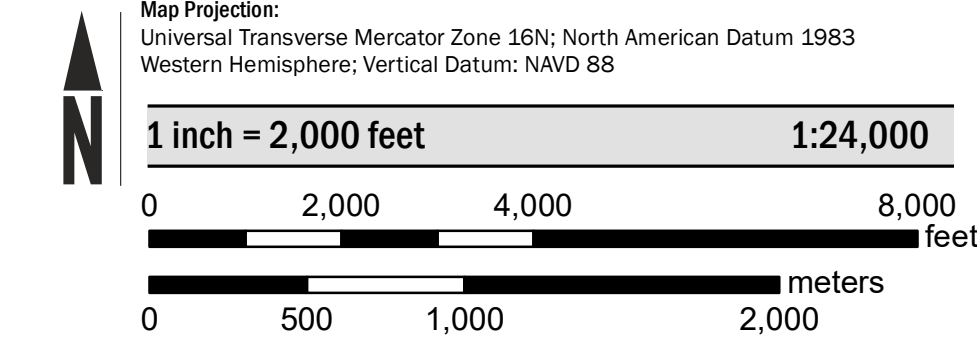 Map Projection:
Universal Transverse Mercator Zone 16N; North American Datum 1983
Western Hemisphere; Vertical Datum: NAVD 88
N
1 inch = 2,000 feet 1:24,000
0 2,000 4,000 8,000
feet
meters
0 500 1,000 2,000